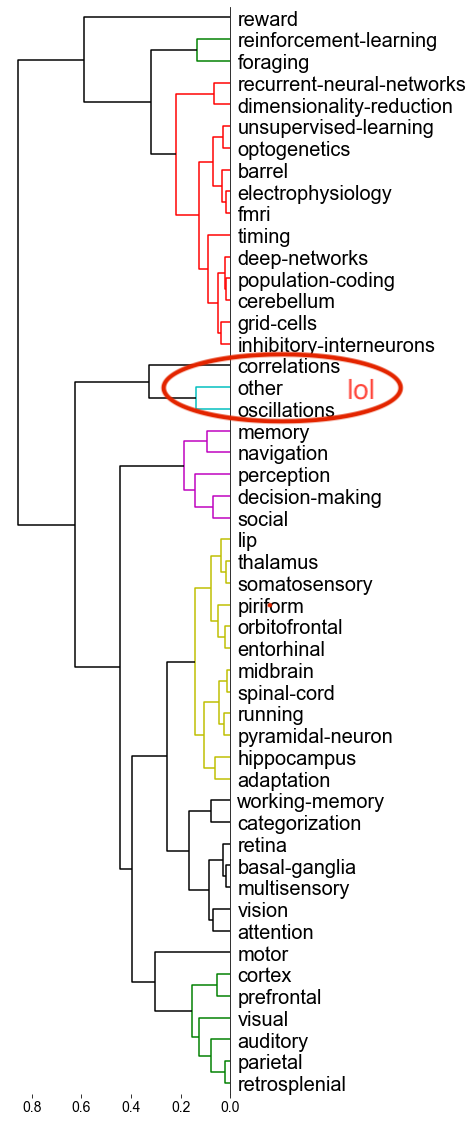 reward
reinforcement-learning
foraging
recurrent-neural-networks
dimensionality-reduction
unsupervised-learning
optogenetics
barrel
electrophysiology
fmri
timing
deep-networks
population-coding
cerebellum
grid-cells
inhibitory-interneurons
correlations
other lol
oscillations
memory
navigation
perception
decision-making
social
lip
thalamus
somatosensory
piriform
orbitofrontal
entorhinal
midbrain
spinal-cord
running
pyramidal-neuron
hippocampus
adaptation
working-memory
categorization
retina
basal-ganglia
multisensory
vision
attention
motor
cortex
prefrontal
visual
auditory
parietal
retrosplenial
0.8 0.6 0.4 0.2 0.0